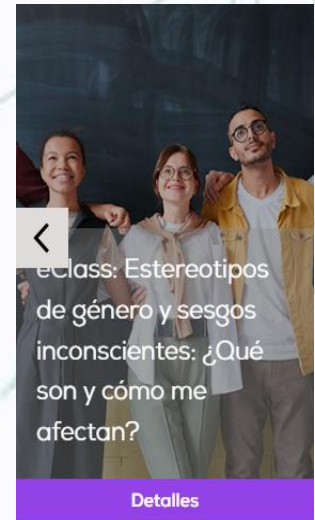 eClass: Estereotipos
de género y sesgos
inconscientes: ¿Qué
son y cómo me
afectan?
Detalles